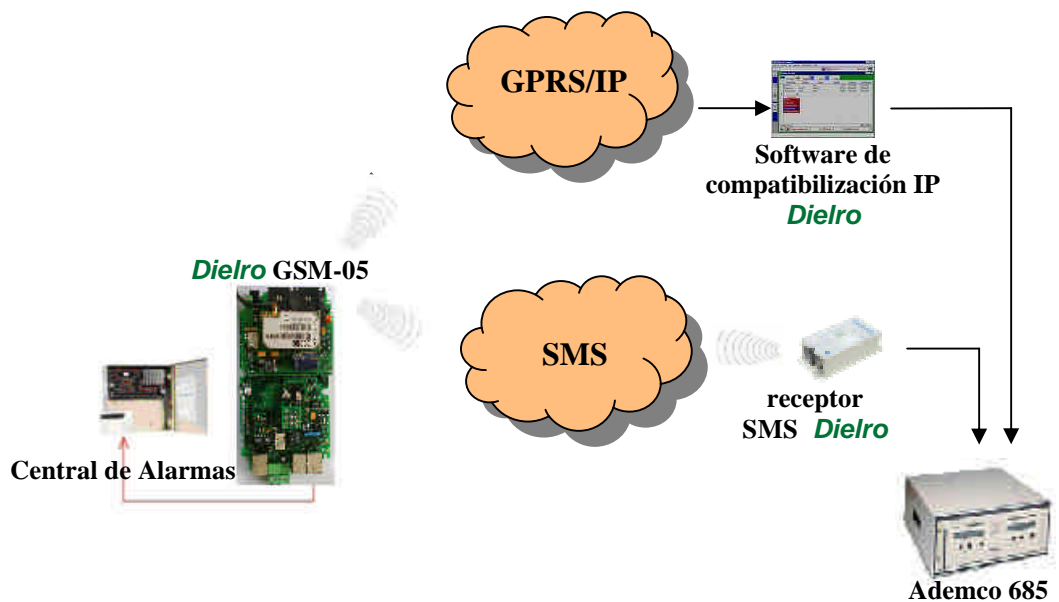 GPRS/IP
Software de
compatibilización IP
Dielro
Dielro GSM-05
SMS
receptor
SMS Dielro
Central de Alarmas
Ademco 685